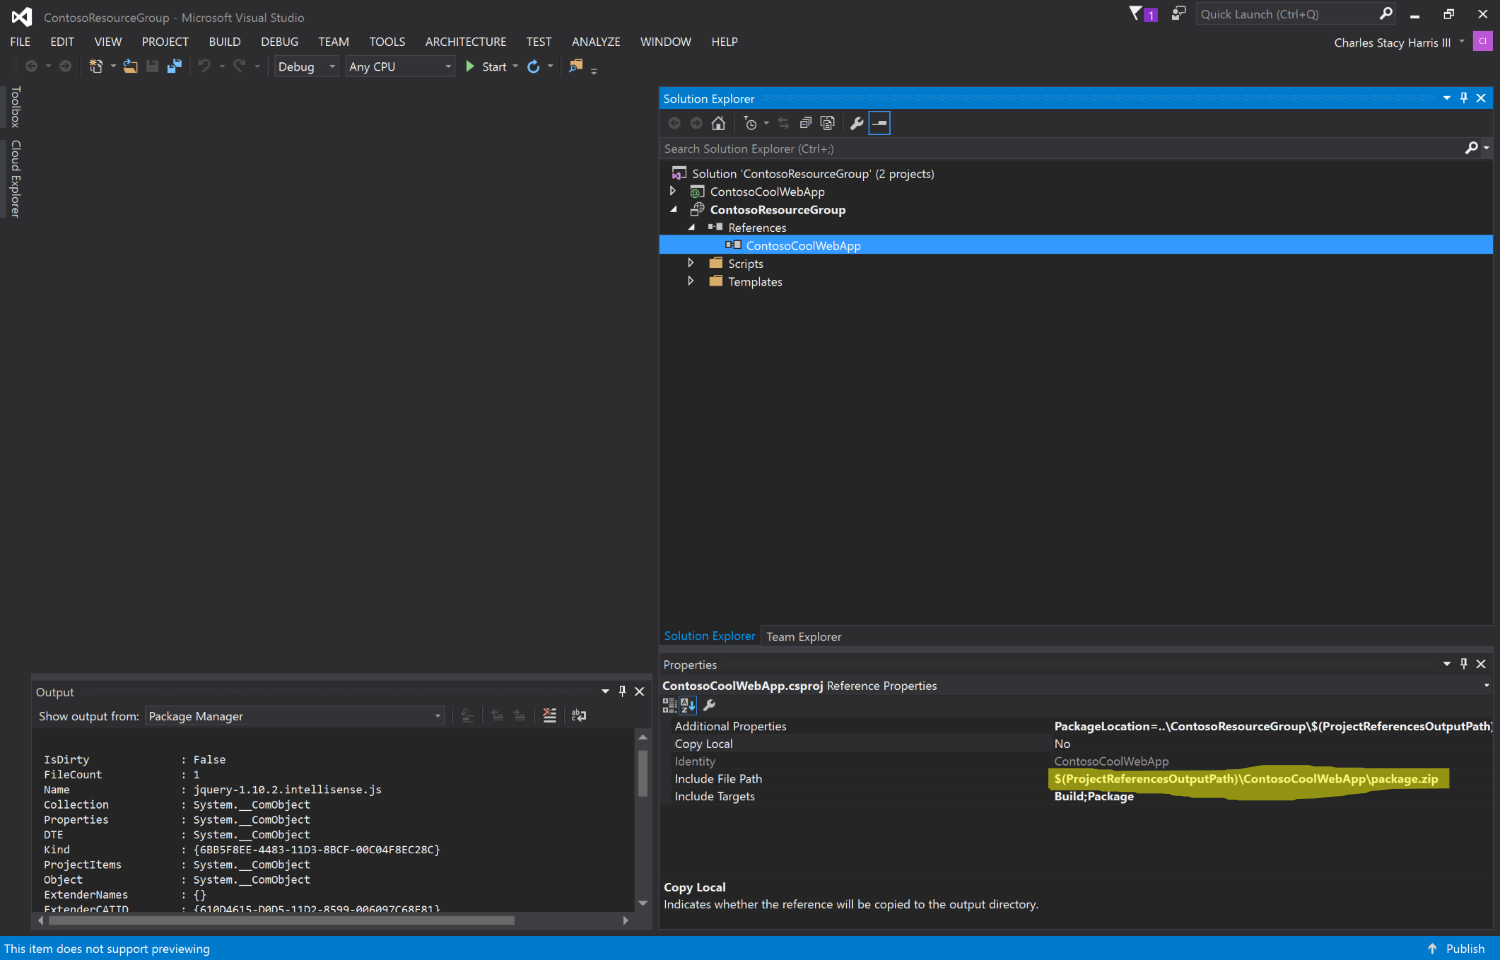 ContosoResourceGroup - Microsoft Visual Studio
1
Quick Launch (Ctrl+Q)
FILE EDIT VIEW PROJECT BUILD DEBUG TEAM TOOLS ARCHITECTURE TEST ANALYZE WINDOW HELP
Charles Stacy Harris III
CI
Debug
Any CPU
Start
Toolbox
Cloud Explorer
Solution Explorer
Search Solution Explorer (Ctrl+;)
Solution 'ContosoResourceGroup' (2 projects)
ContosoCoolWebApp
ContosoResourceGroup
References
ContosoCoolWebApp
Scripts
Templates
Solution Explorer Team Explorer
Properties
ContosoCoolWebApp.csproj Reference Properties
Additional Properties PackageLocation=..\ContosoResourceGroup\$(ProjectReferencesOutputPath)
Copy Local No
Identity ContosoCoolWebApp
Include File Path $(ProjectReferencesOutputPath)\ContosoCoolWebApp\package.zip
Include Targets Build;Package
Copy Local
Indicates whether the reference will be copied to the output directory.
Output
Show output from: Package Manager
IsDirty : False
FileCount : 1
Name : jquery-1.10.2.intellisense.js
Collection : System.__ComObject
Properties : System.__ComObject
DTE : System.__ComObject
Kind : {6BB5F8EE-4483-11D3-8BCF-00C04F8EC28C}
ProjectItems : System.__ComObject
Object : System.__ComObject
ExtenderNames : {}
ExtenderCATID : {610D4615-D0D5-11D2-8599-006097C68E81}
This item does not support previewing
Publish